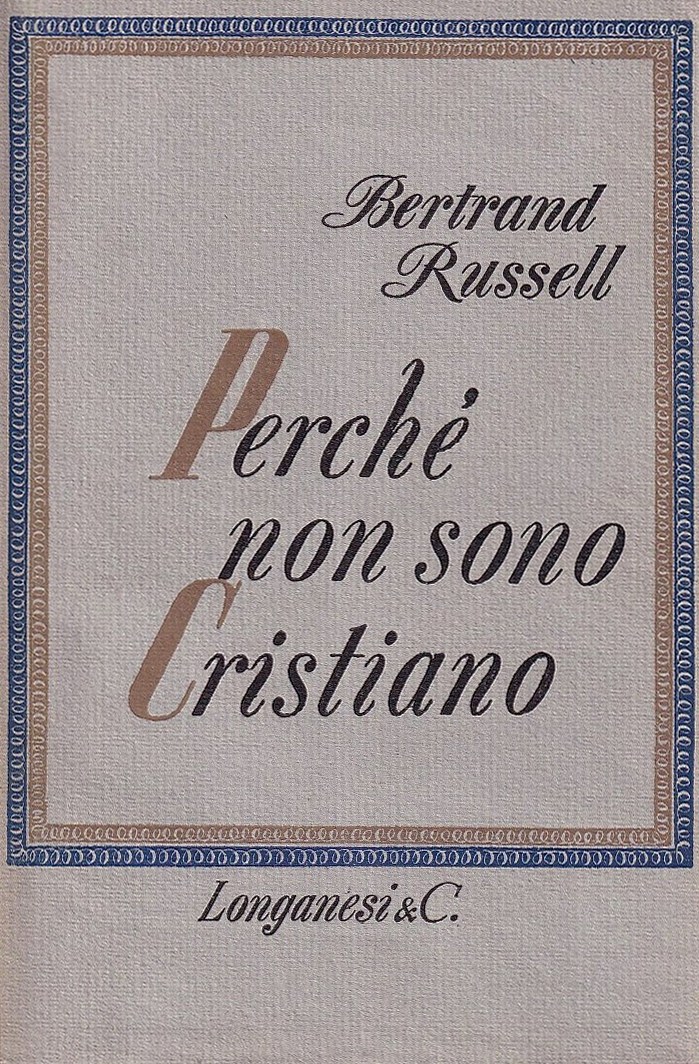 Bertrand
Russell
Perché
non sono
Cristiano
Longanesi & C.